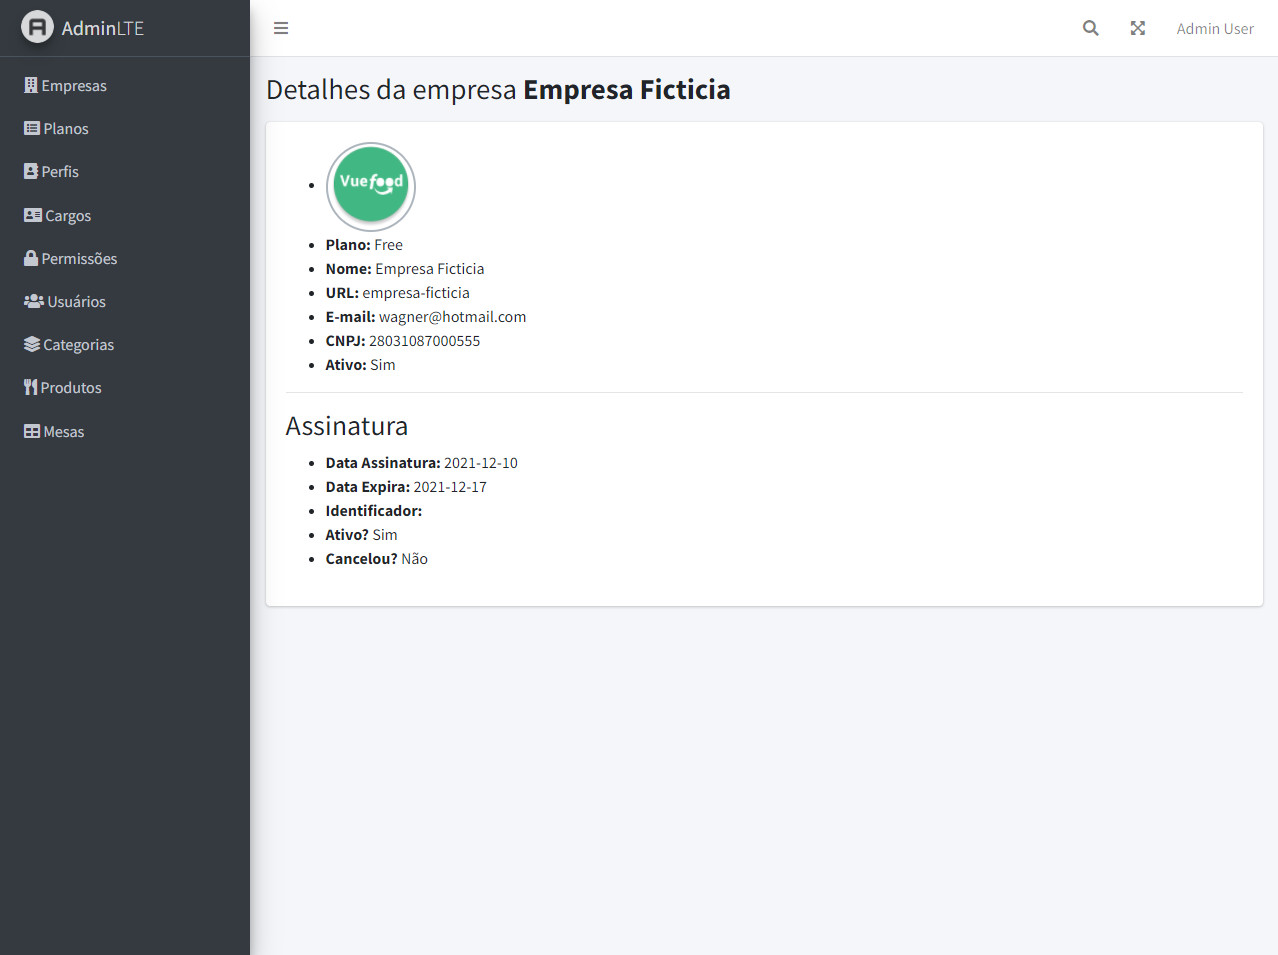 AdminLTE
Admin User
Empresas
Planos
Perfis
Cargos
Permissões
Usuários
Categorias
Produtos
Mesas
Detalhes da empresa Empresa Ficticia
Vuefood
Plano: Free
Nome: Empresa Ficticia
URL: empresa-ficticia
E-mail: wagner@hotmail.com
CNPJ: 28031087000555
Ativo: Sim
Assinatura
Data Assinatura: 2021-12-10
Data Expira: 2021-12-17
Identificador:
Ativo? Sim
Cancelou? Não